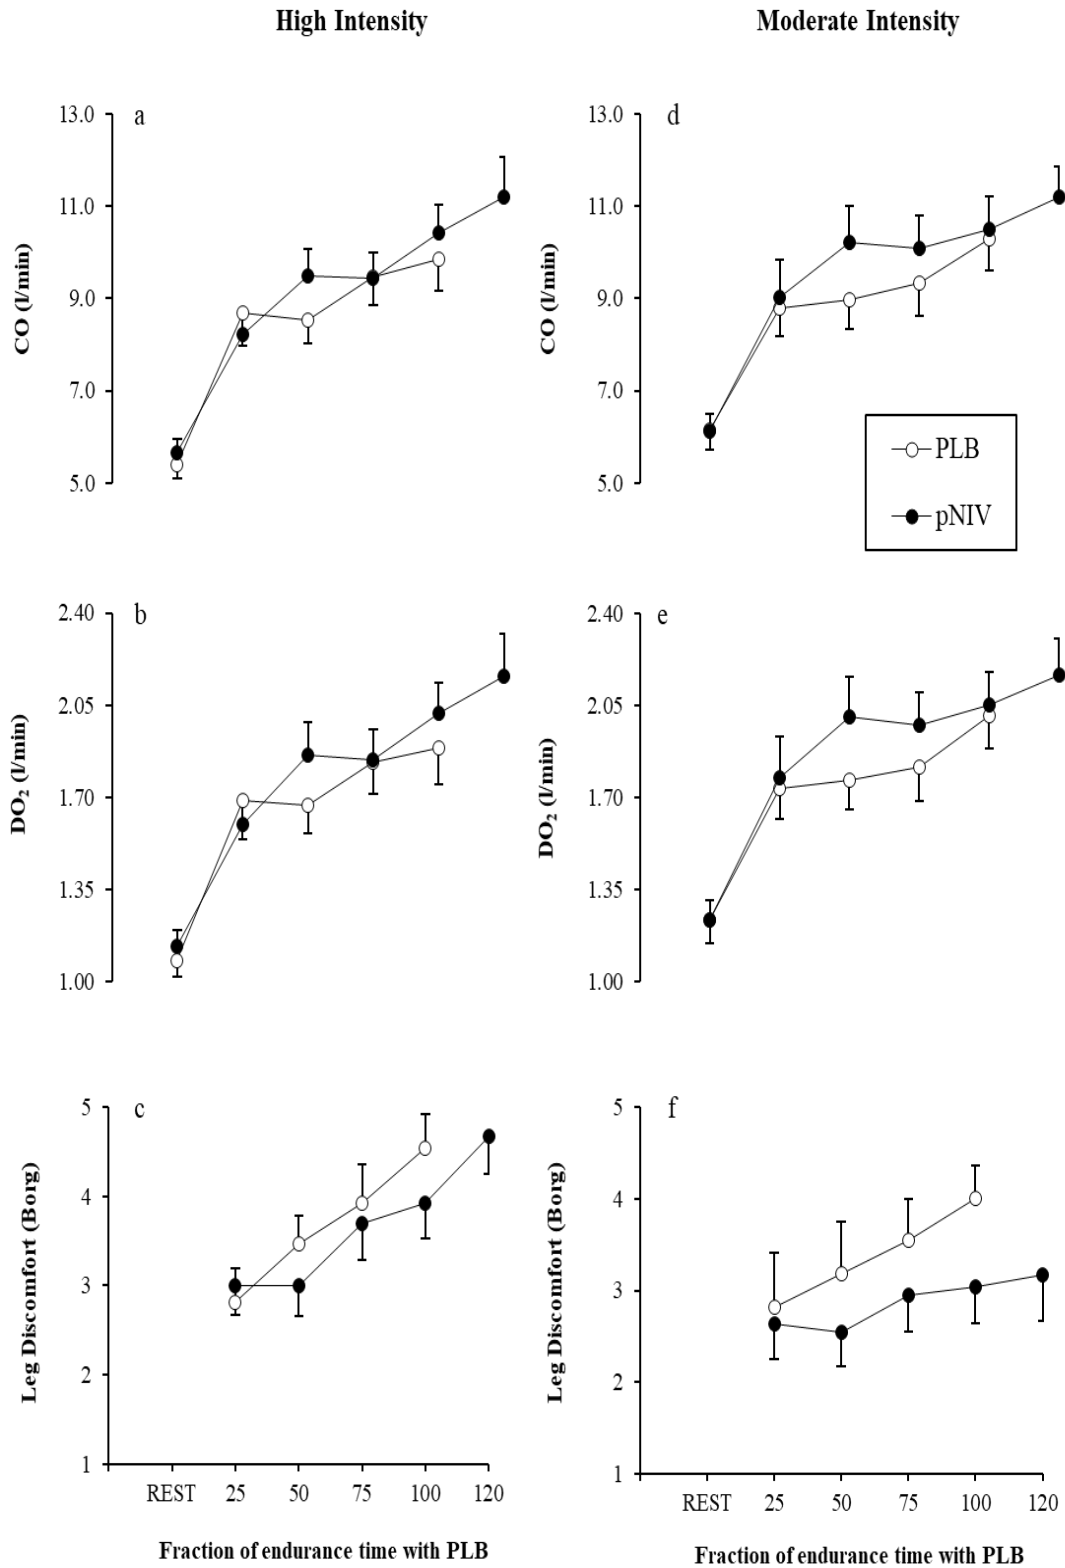 High Intensity
Moderate Intensity
a
13.0
11.0
9.0
7.0
5.0
CO (l/min)
d
13.0
11.0
9.0
7.0
5.0
CO (l/min)
PLB
pNIV
b
2.40
2.05
1.70
1.35
1.00
DO₂ (l/min)
e
2.40
2.05
1.70
1.35
1.00
DO₂ (l/min)
c
5
4
3
2
1
Leg Discomfort (Borg)
REST 25 50 75 100 120
Fraction of endurance time with PLB
f
5
4
3
2
1
Leg Discomfort (Borg)
REST 25 50 75 100 120
Fraction of endurance time with PLB